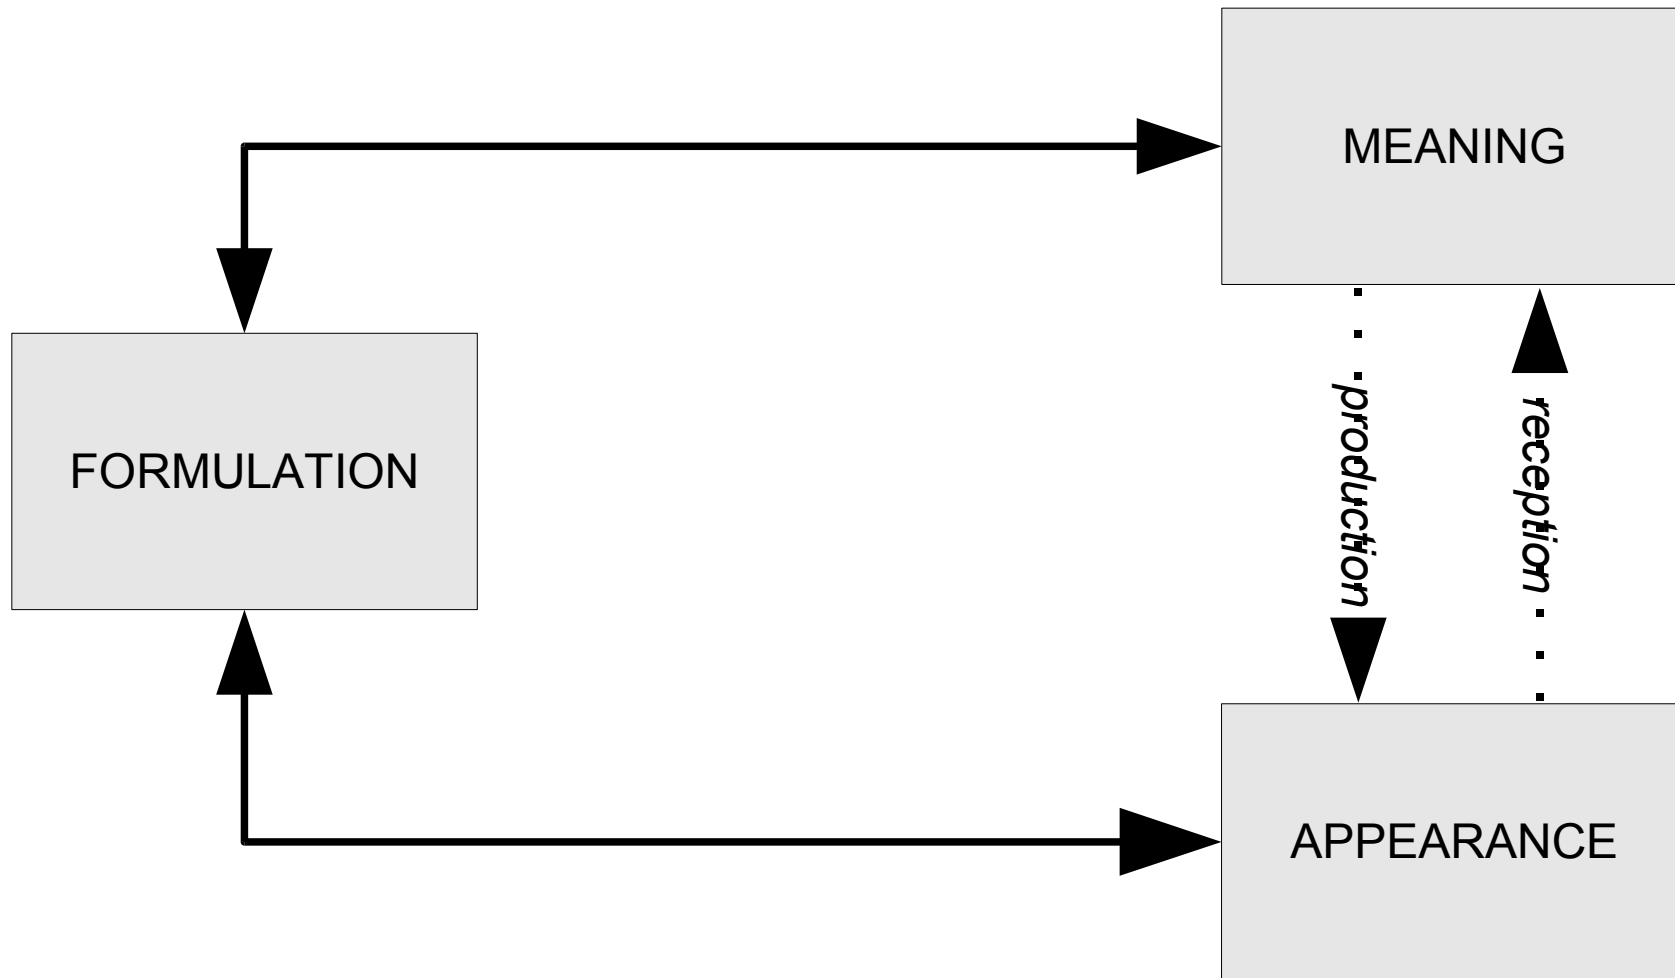 MEANING
FORMULATION
production
reception
APPEARANCE